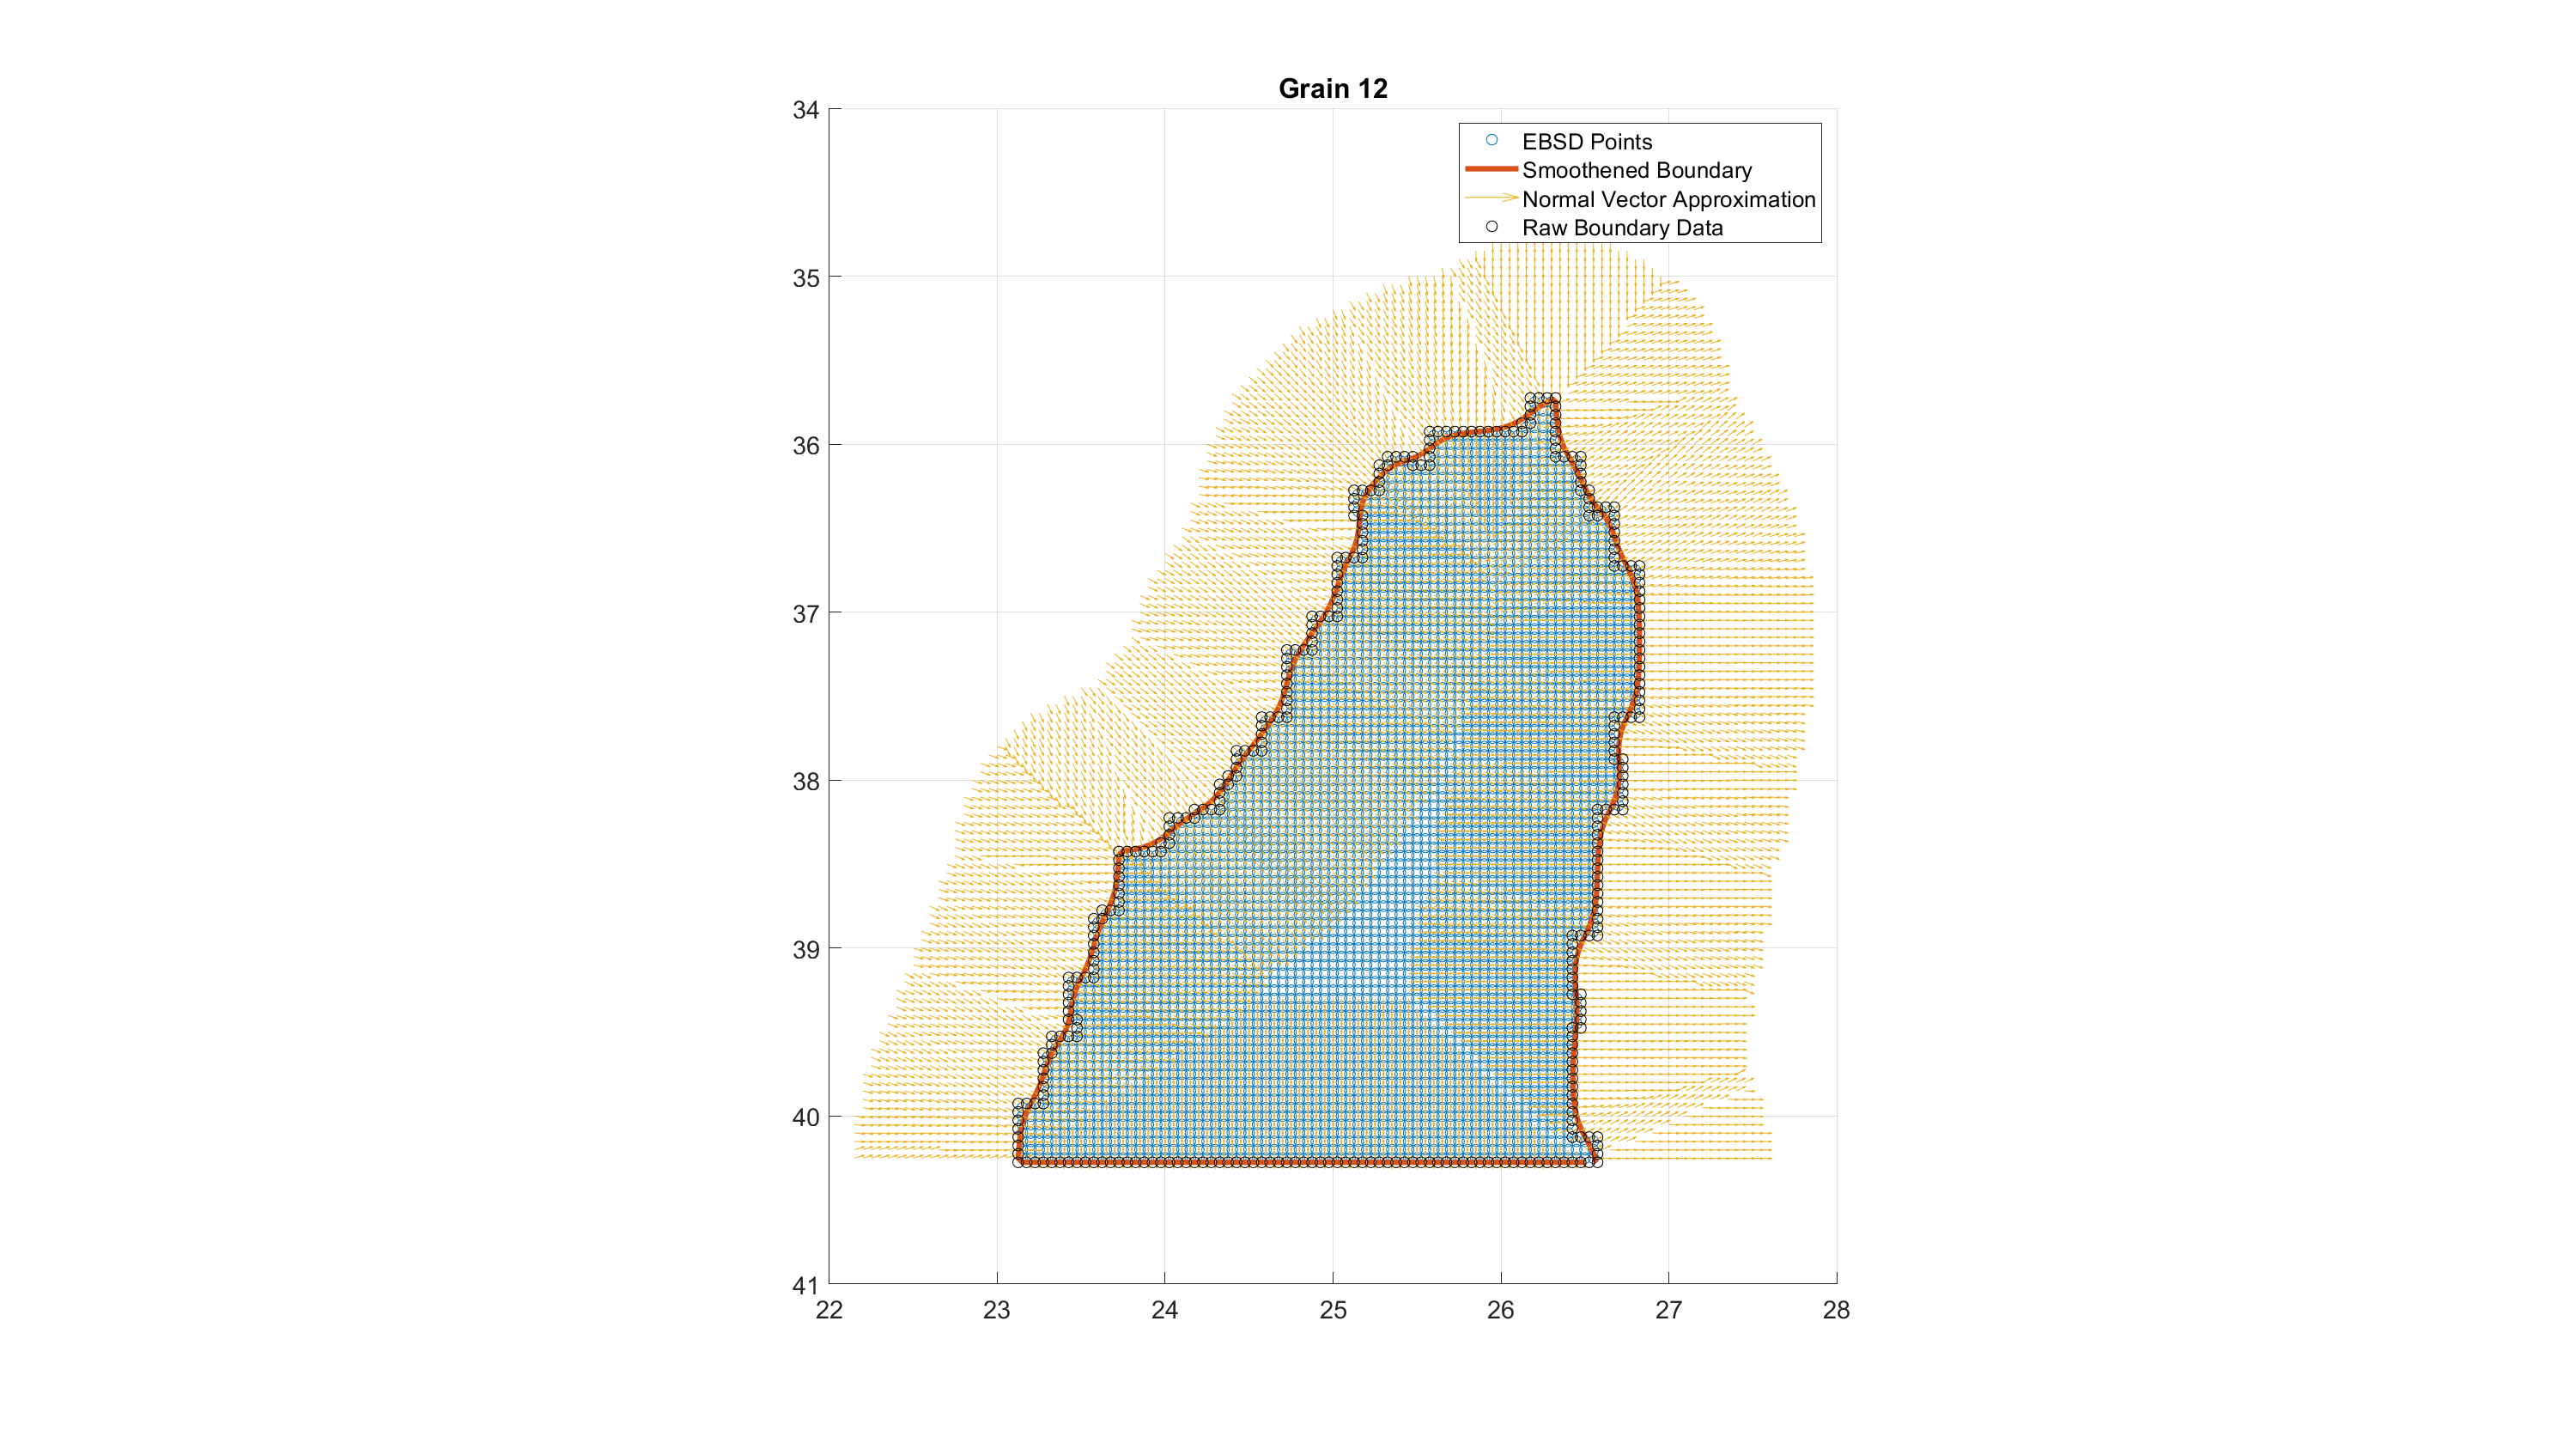 Grain 12
34
EBSD Points
Smoothened Boundary
Normal Vector Approximation
Raw Boundary Data
35
36
37
38
39
40
41
22 23 24 25 26 27 28